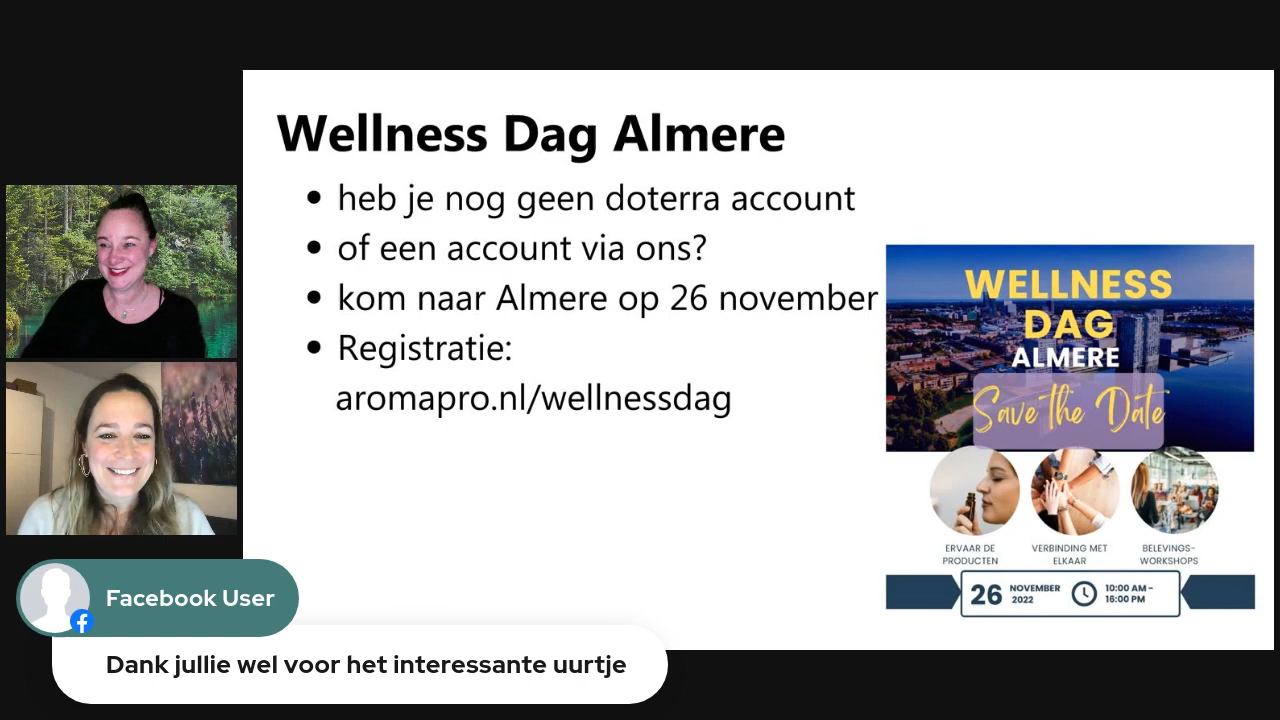 Wellness Dag Almere
• heb je nog geen doterra account
• of een account via ons?
• kom naar Almere op 26 november
• Registratie:
aromapro.nl/wellnessdag
WELLNESS
DAG
ALMERE
Save the Date
ERVAAR DE
PRODUCTEN
VERBINDING MET
ELKAAR
BELEVINGS-
WORKSHOPS
26 NOVEMBER
2022
10:00 AM -
16:00 PM
Facebook User
Dank jullie wel voor het interessante uurtje